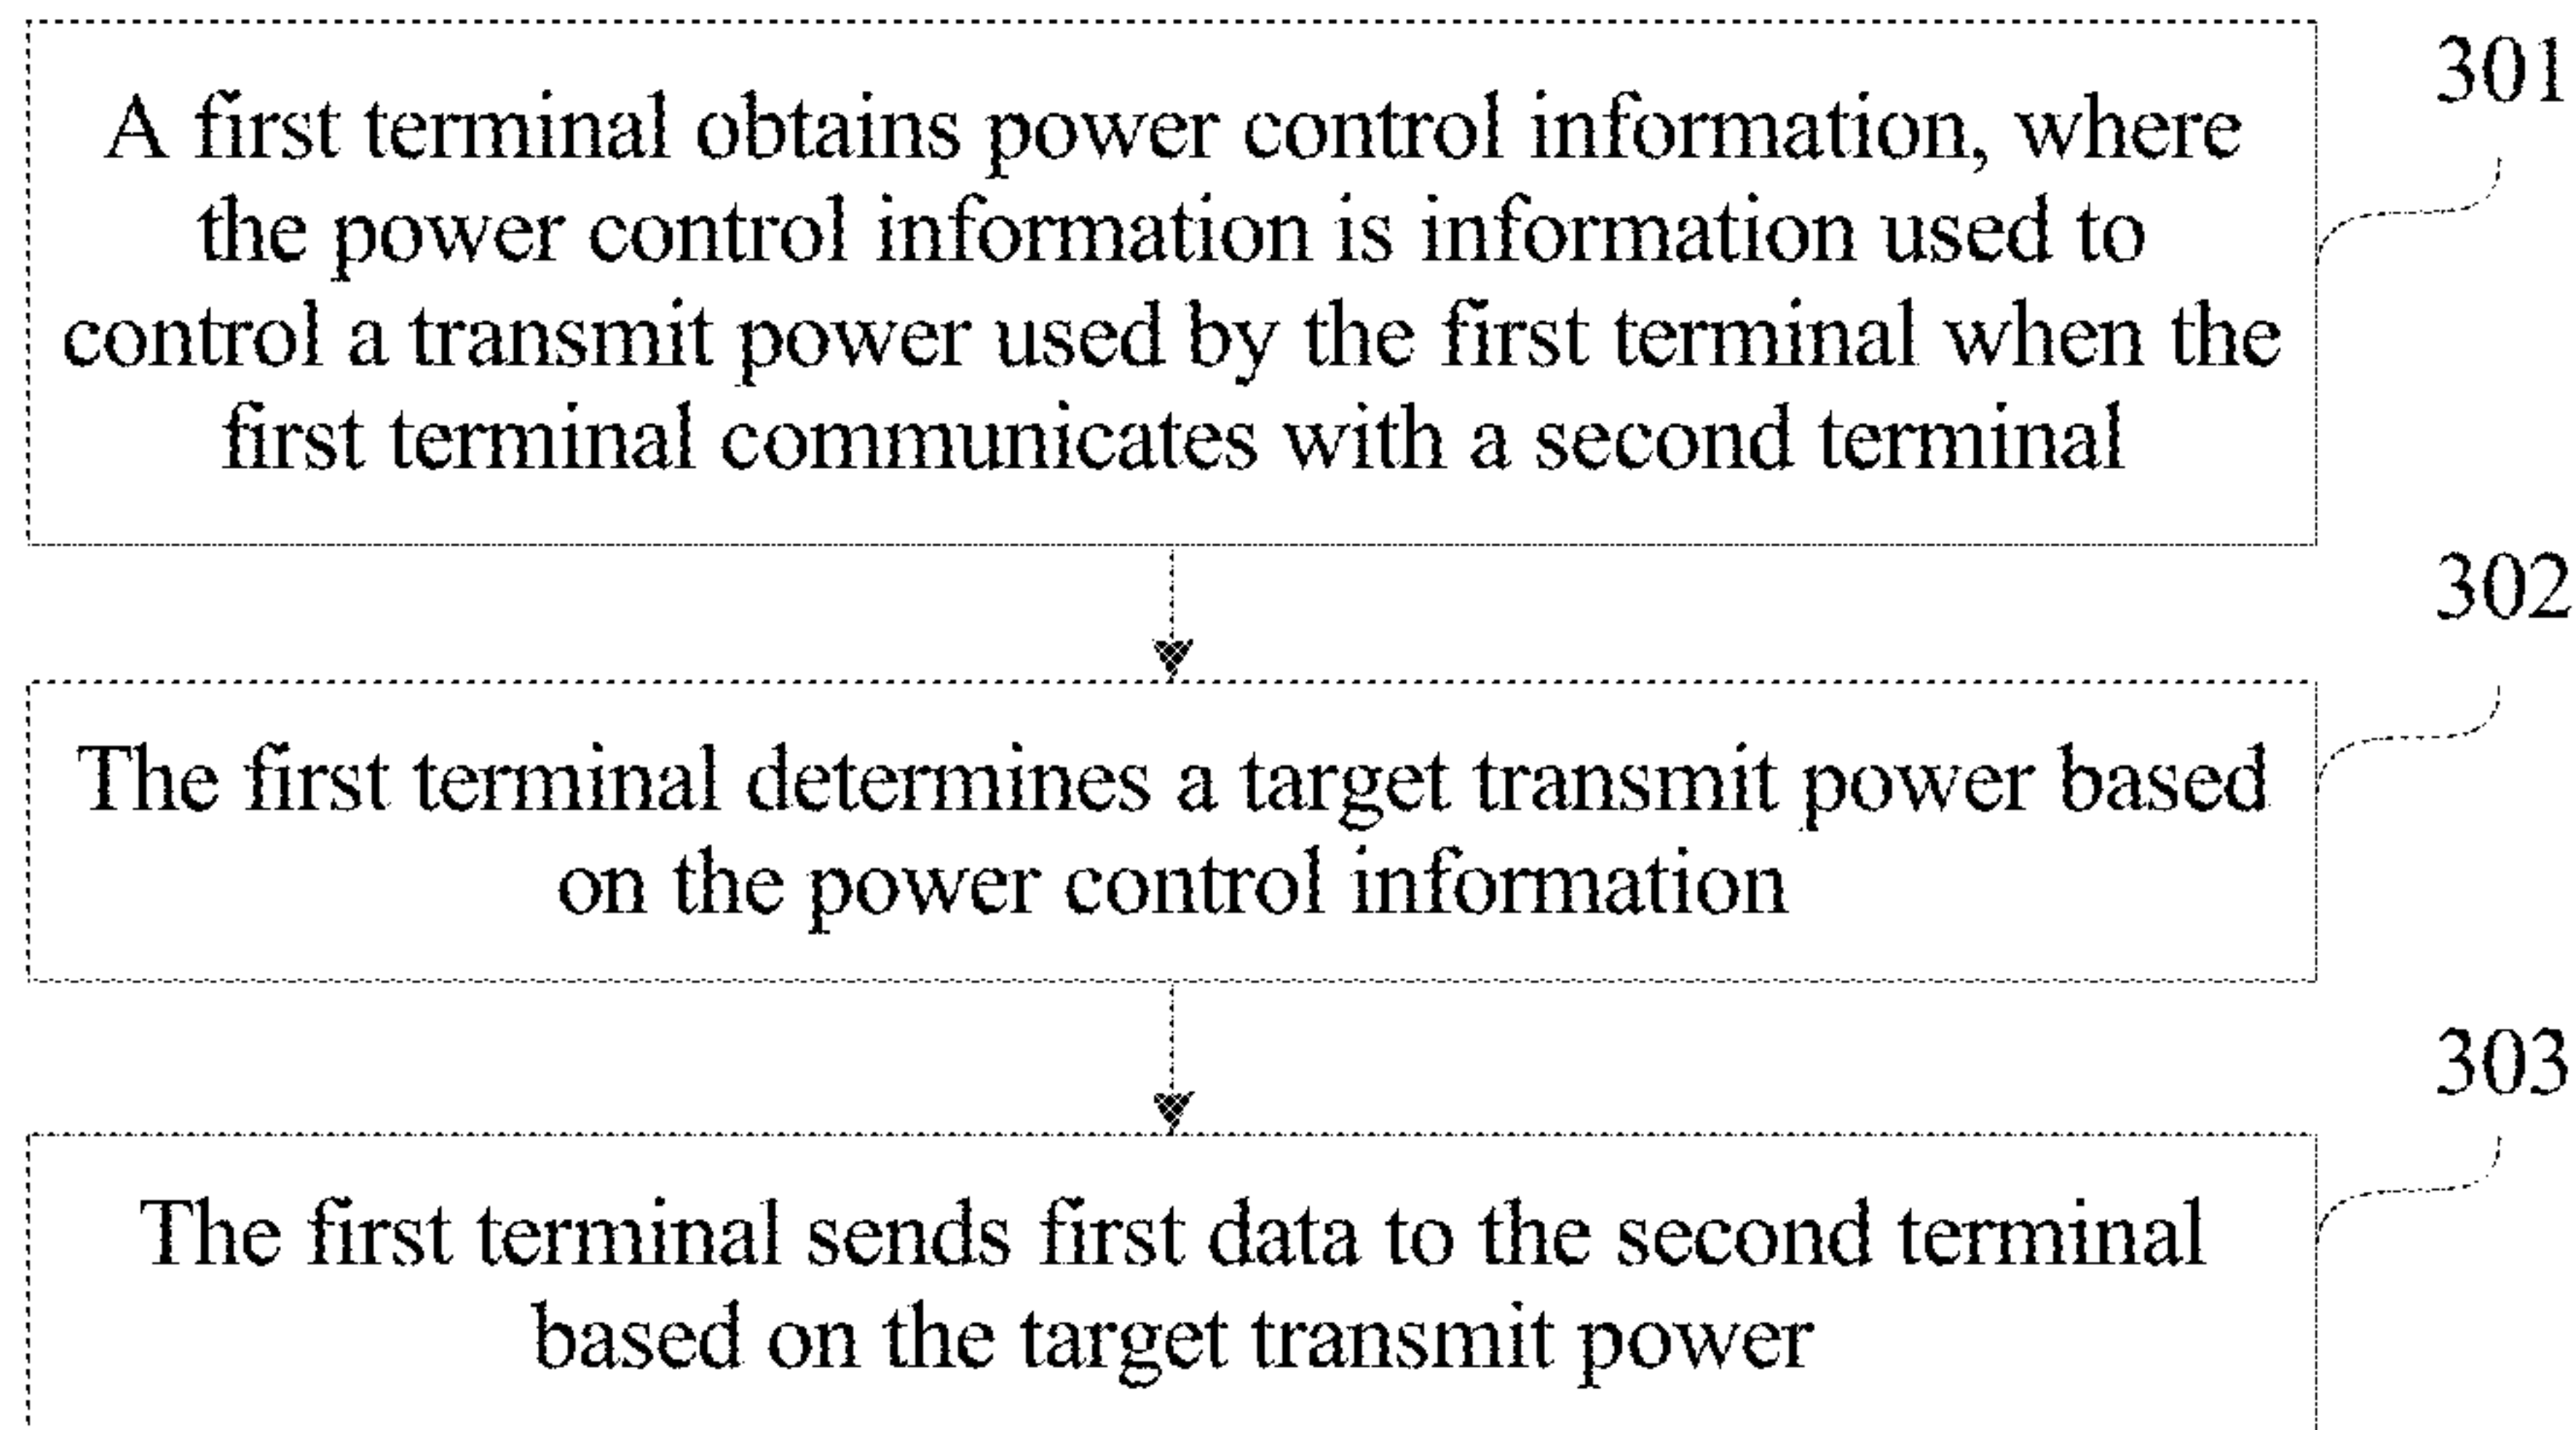 301
A first terminal obtains power control information, where
the power control information is information used to
control a transmit power used by the first terminal when the
first terminal communicates with a second terminal
302
The first terminal determines a target transmit power based
on the power control information
303
The first terminal sends first data to the second terminal
based on the target transmit power